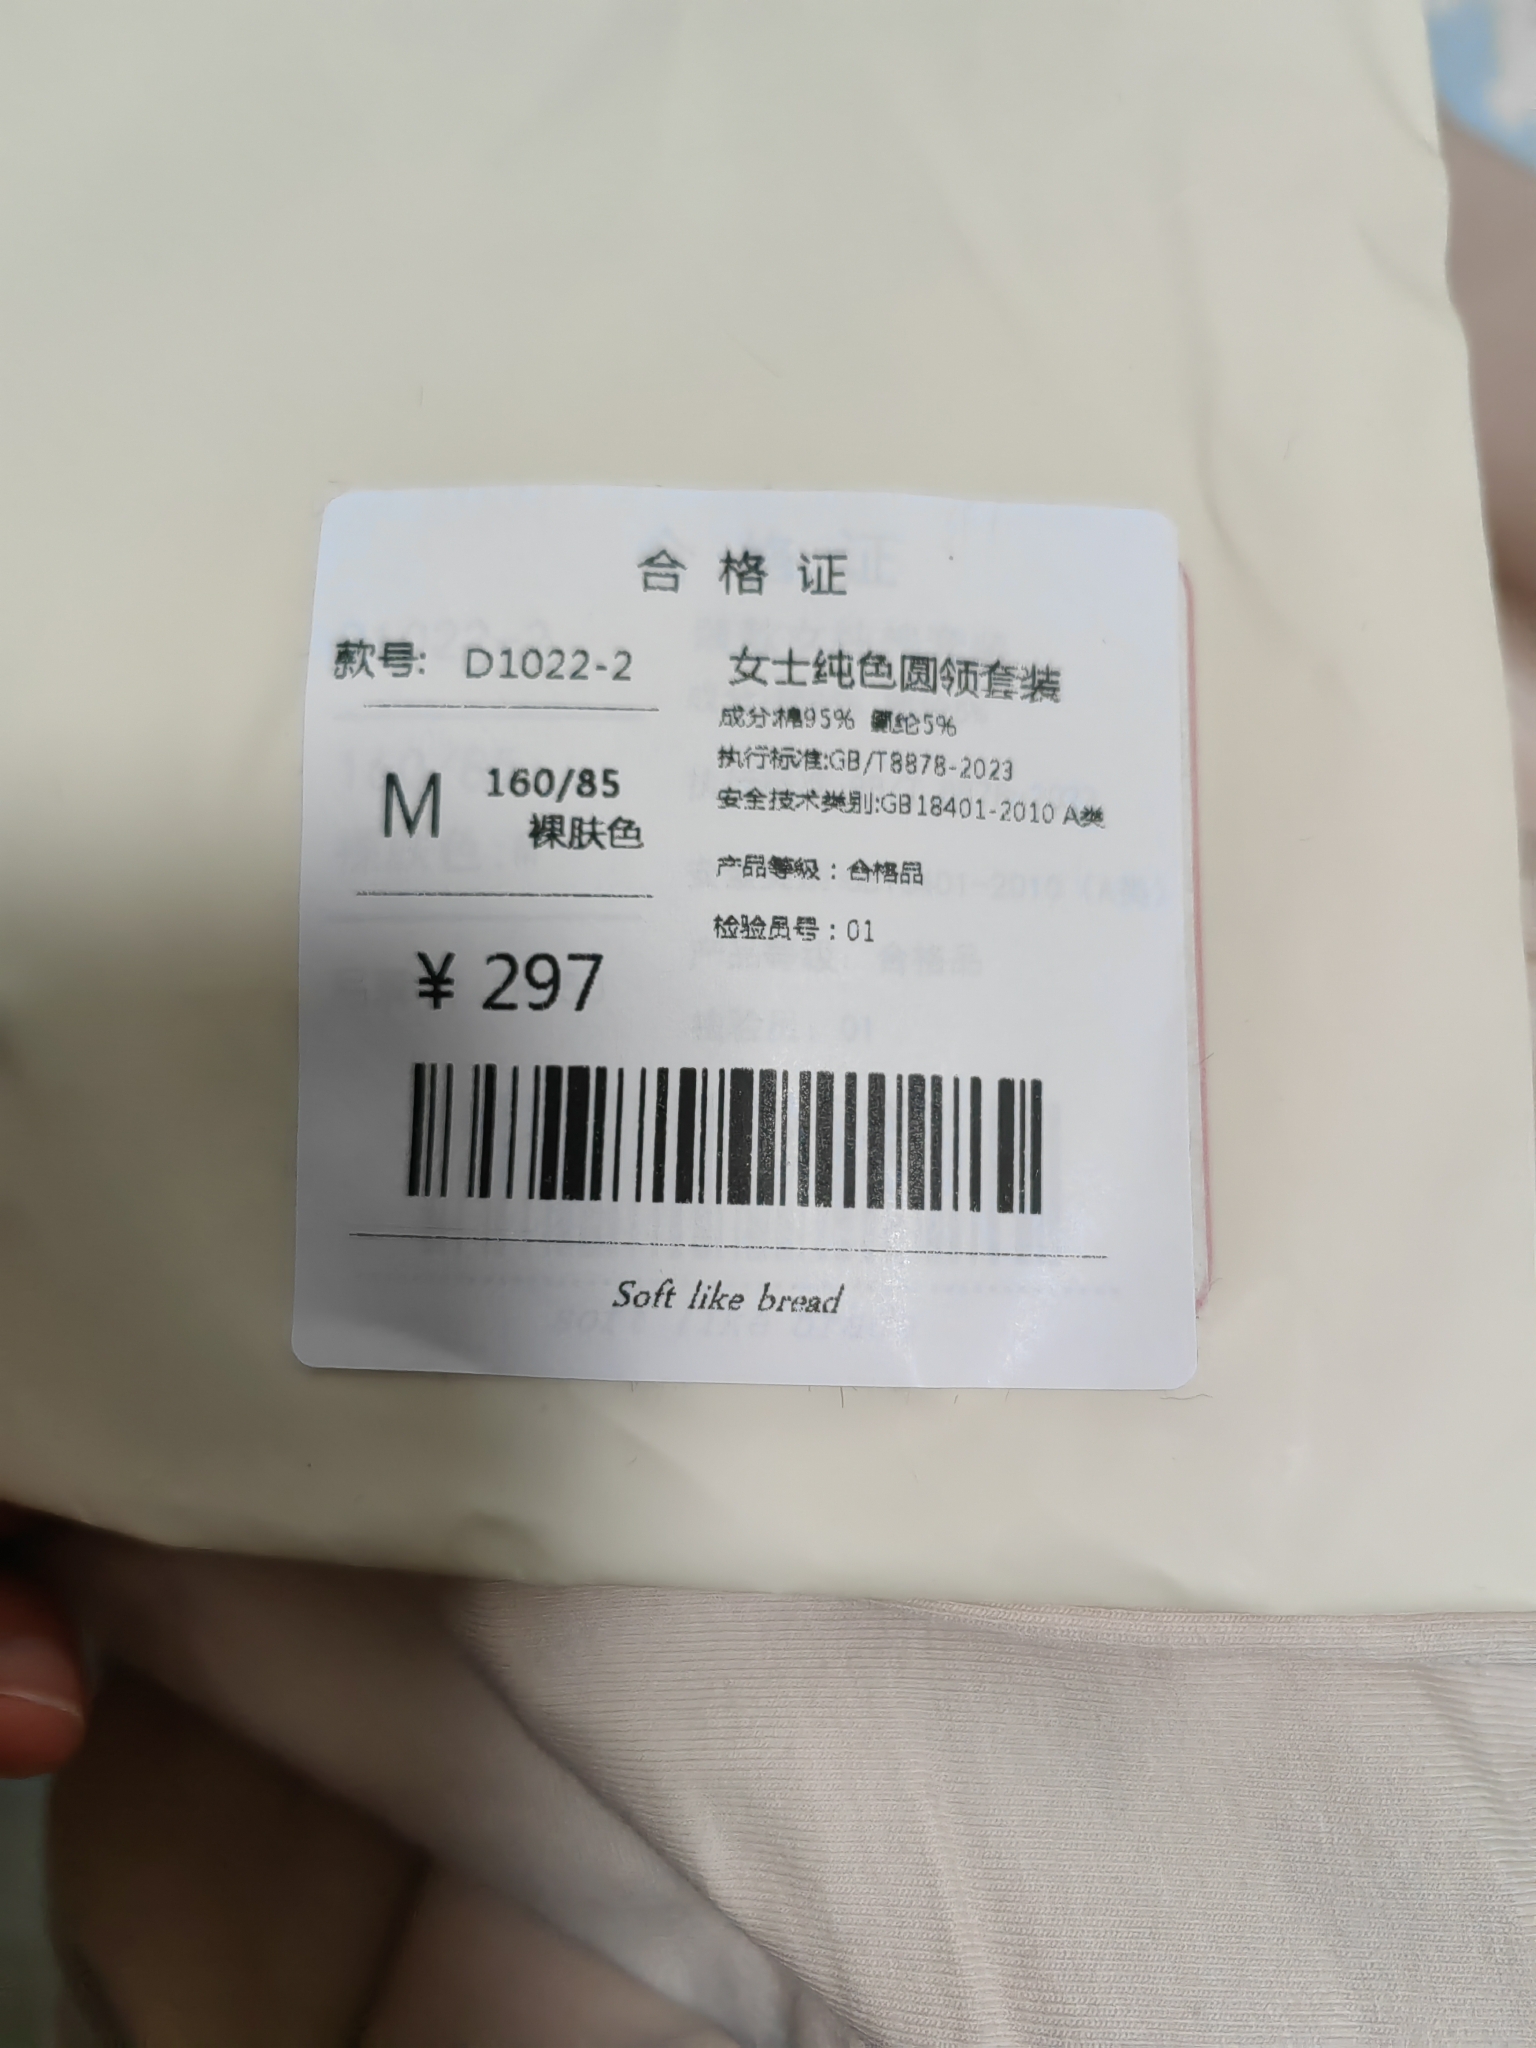 合格证
款号: D1022-2
M 160/85
裸肤色
¥ 297
女士纯色圆领套装
成分棉95% 氨纶5%
执行标准:GB/T8878-2023
安全技术类别:GB18401-2010 A类
产品等级：合格品
检验员号：01
Soft like bread